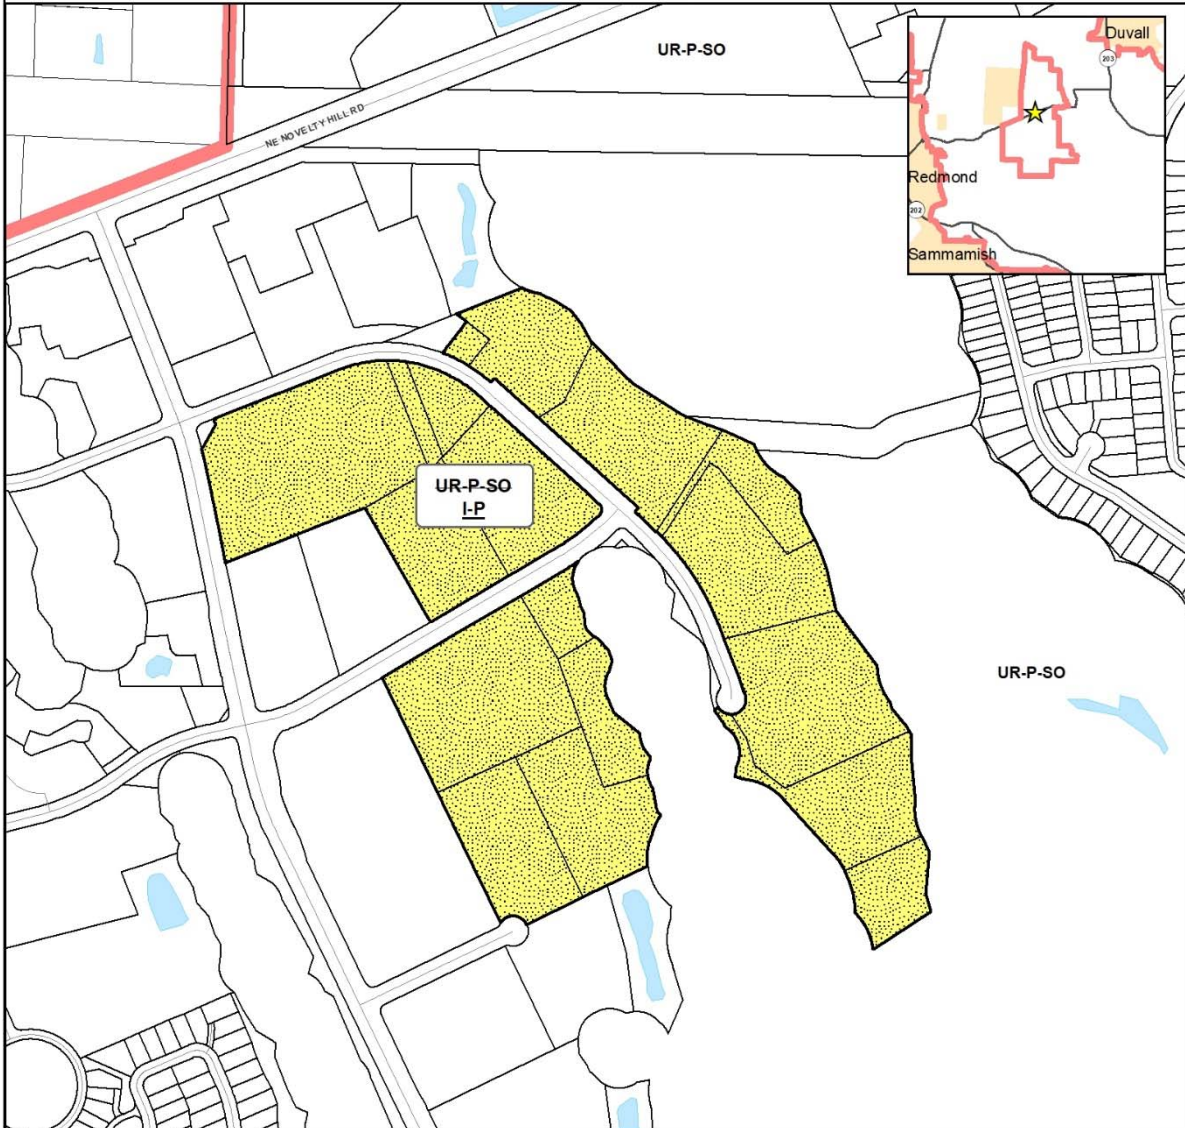 UR-P-SO
NE NOVELTY HILL RD
Duvall
203
Redmond
202
Sammamish
UR-P-SO
I-P
UR-P-SO